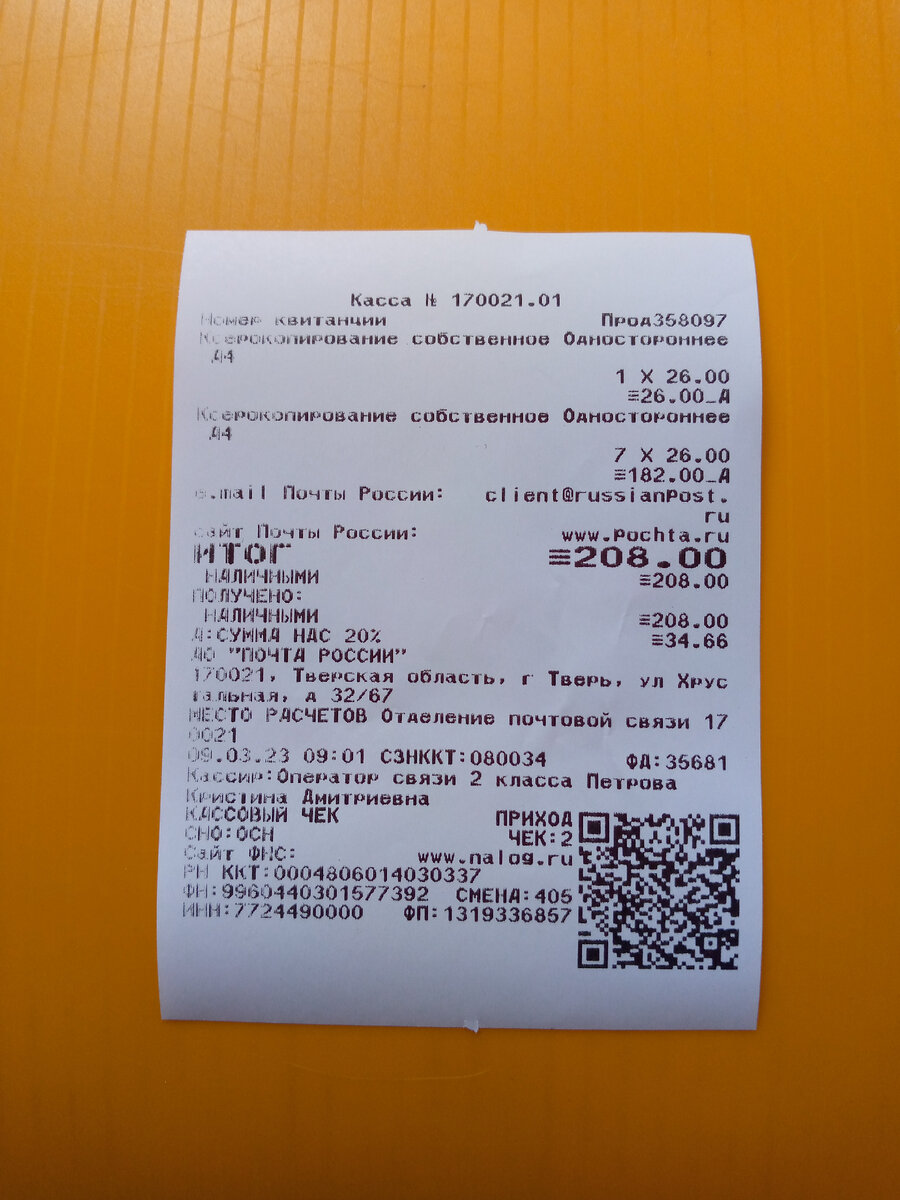 Касса № 170021.01
Номер квитанции Прод358097
Ксерокопирование собственное Одностороннее
А4
1 X 26.00
≡26.00_А
Ксерокопирование собственное Одностороннее
А4
7 X 26.00
≡182.00_А
e.mail Почты России: client@russianpost.
ru
сайт Почты России: www.pochta.ru
ИТОГ ≡208.00
НАЛИЧНЫМИ ≡208.00
ПОЛУЧЕНО:
НАЛИЧНЫМИ ≡208.00
А:СУММА НДС 20% ≡34.66
АО "ПОЧТА РОССИИ"
170021, Тверская область, г Тверь, ул Хрус
тальная, д 32/67
МЕСТО РАСЧЕТОВ Отделение почтовой связи 17
0021
09.03.23 09:01 СЗНККТ:080034 ФД:35681
Кассир:Оператор связи 2 класса Петрова
Кристина Дмитриевна
КАССОВЫЙ ЧЕК ПРИХОД
СНО:ОСН ЧЕК:2
Сайт ФНС: www.nalog.ru
РН ККТ:0004806014030337
ФН:9960440301577392 СМЕНА:405
ИНН:7724490000 ФП:1319336857